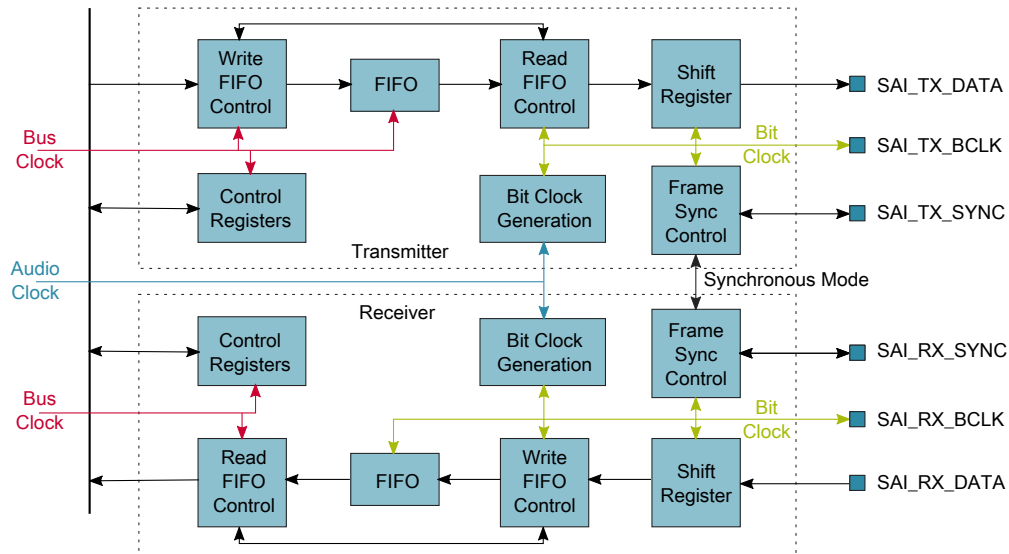 Write
FIFO
Control
FIFO
Read
FIFO
Control
Shift
Register
SAI_TX_DATA
Bus
Clock
Bit
Clock
SAI_TX_BCLK
Control
Registers
Bit Clock
Generation
Frame
Sync
Control
SAI_TX_SYNC
Transmitter
Audio
Clock
Synchronous Mode
Receiver
Control
Registers
Bit Clock
Generation
Frame
Sync
Control
SAI_RX_SYNC
Bus
Clock
Bit
Clock
SAI_RX_BCLK
Read
FIFO
Control
FIFO
Write
FIFO
Control
Shift
Register
SAI_RX_DATA